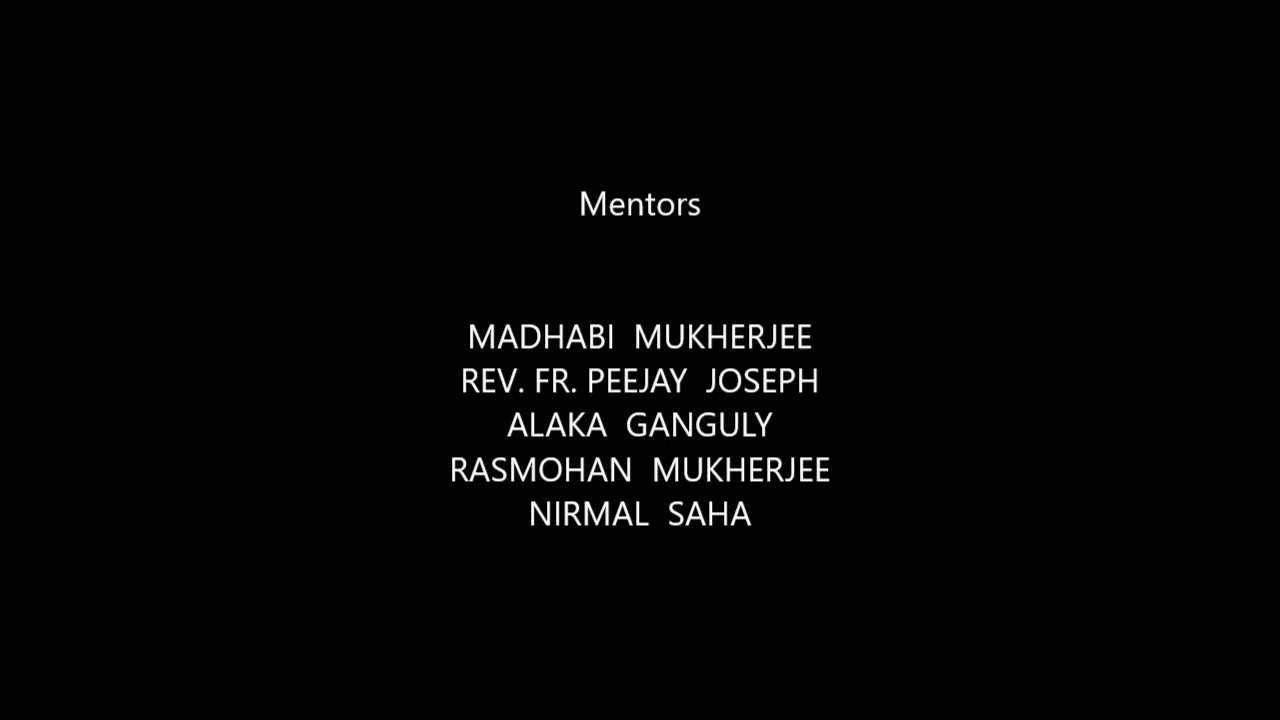 Mentors
MADHABI MUKHERJEE
REV. FR. PEEJAY JOSEPH
ALAKA GANGULY
RASMOHAN MUKHERJEE
NIRMAL SAHA